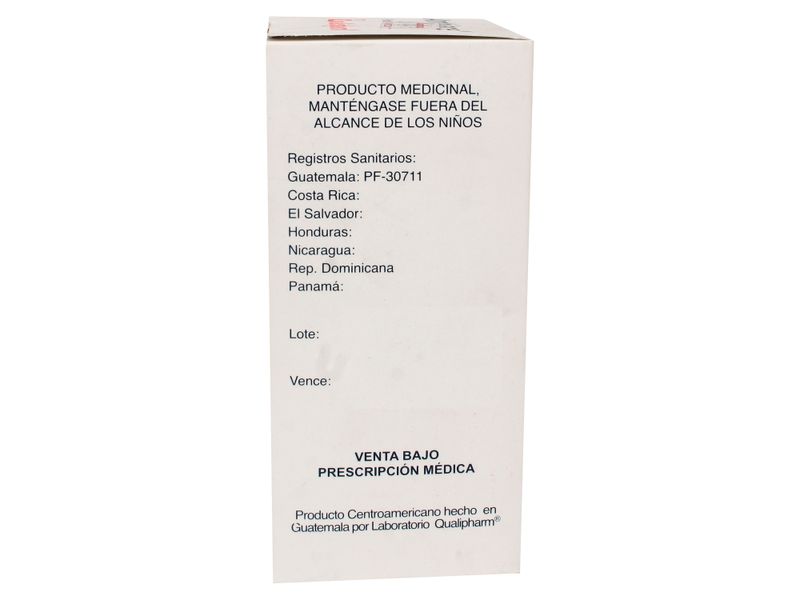 PRODUCTO MEDICINAL,
MANTÉNGASE FUERA DEL
ALCANCE DE LOS NIÑOS
Registros Sanitarios:
Guatemala: PF-30711
Costa Rica:
El Salvador:
Honduras:
Nicaragua:
Rep. Dominicana
Panamá:
Lote:
Vence:
VENTA BAJO
PRESCRIPCIÓN MÉDICA
Producto Centroamericano hecho en
Guatemala por Laboratorio Qualipharm®